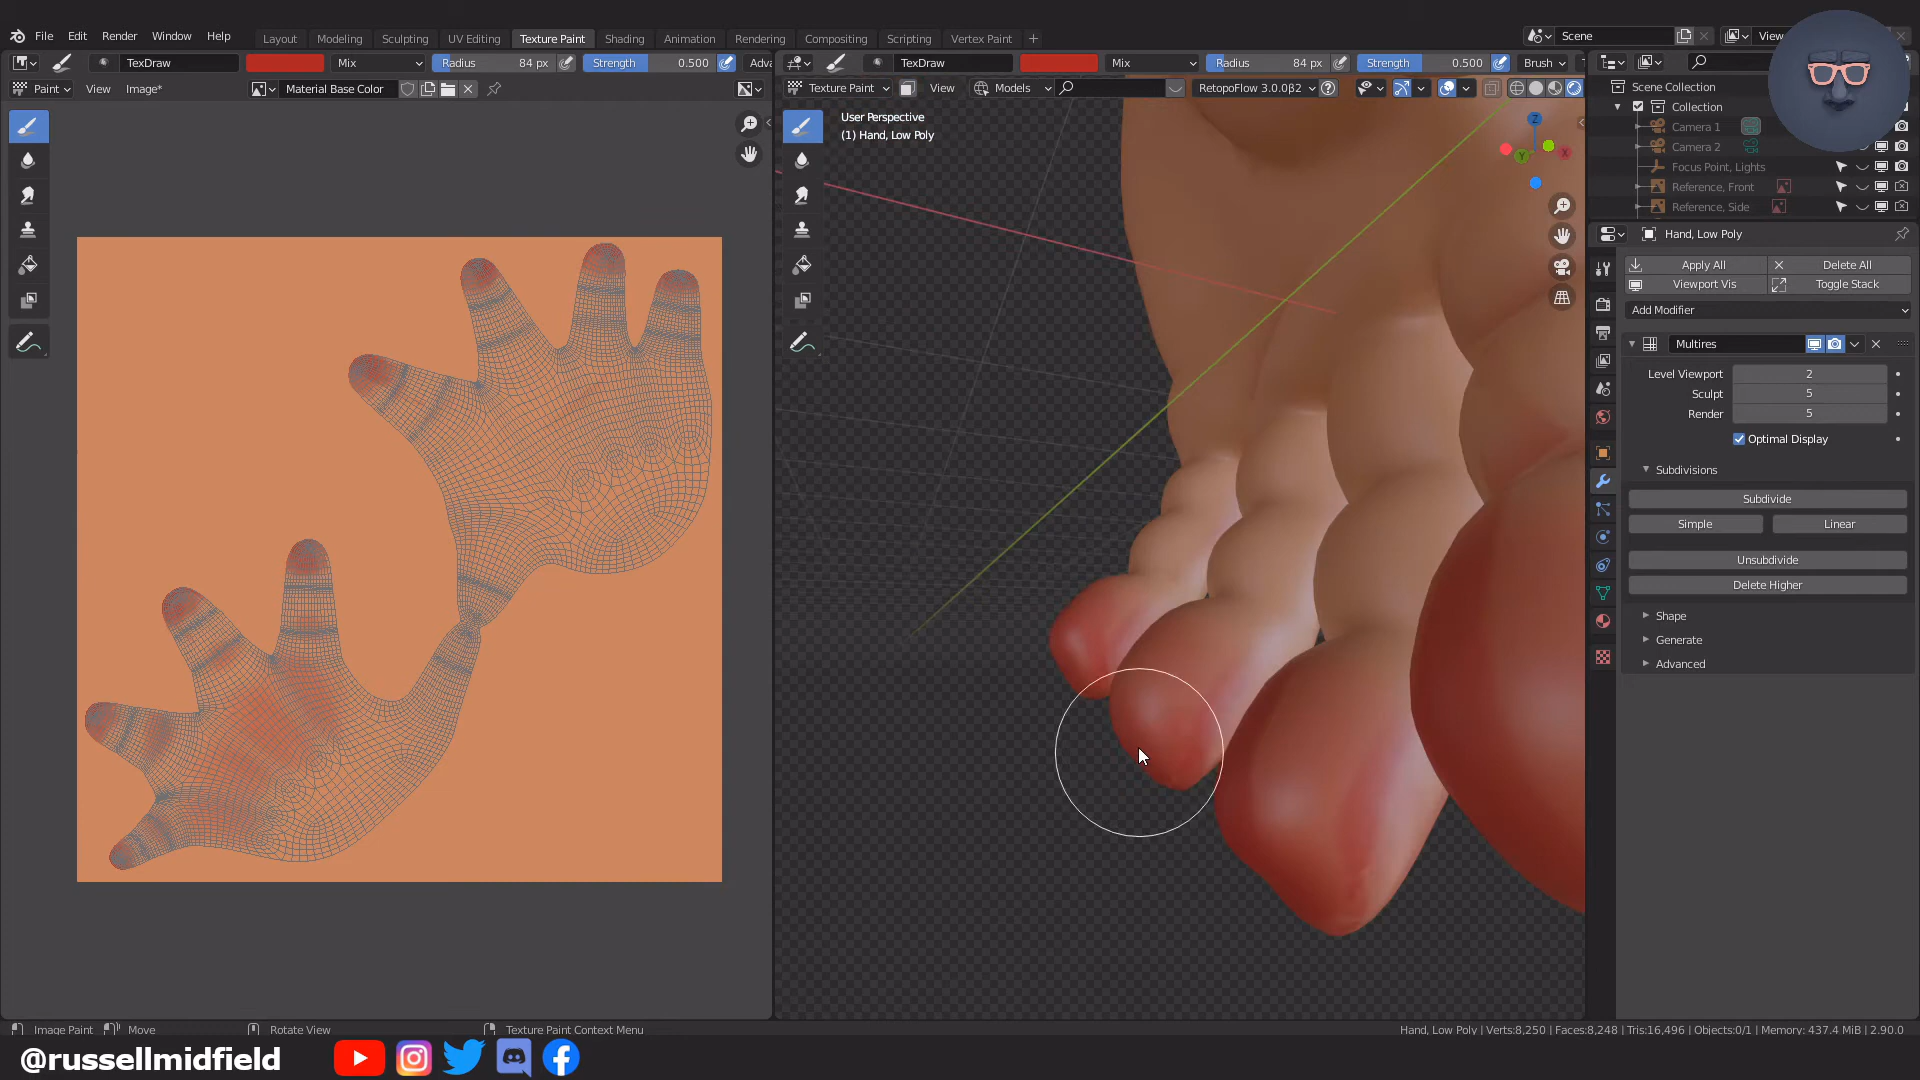 File Edit Render Window Help
Layout Modeling Sculpting UV Editing Texture Paint Shading Animation Rendering Compositing Scripting Vertex Paint +
Scene
View
TexDraw Mix Radius 84 px Strength 0.500 Adv
TexDraw Mix Radius 84 px Strength 0.500 Brush
Paint View Image* Material Base Color
Texture Paint View Models RetopoFlow 3.0.0β2
User Perspective
(1) Hand, Low Poly
Z
Y
X
Scene Collection
Collection
Camera 1
Camera 2
Focus Point, Lights
Reference, Front
Reference, Side
Hand, Low Poly
Apply All Delete All
Viewport Vis Toggle Stack
Add Modifier
Multires
Level Viewport 2
Sculpt 5
Render 5
Optimal Display
Subdivisions
Subdivide
Simple Linear
Unsubdivide
Delete Higher
Shape
Generate
Advanced
Image Paint Move Rotate View Texture Paint Context Menu
Hand, Low Poly | Verts:8,250 | Faces:8,248 | Tris:16,496 | Objects:0/1 | Memory: 437.4 MiB | 2.90.0
@russellmidfield